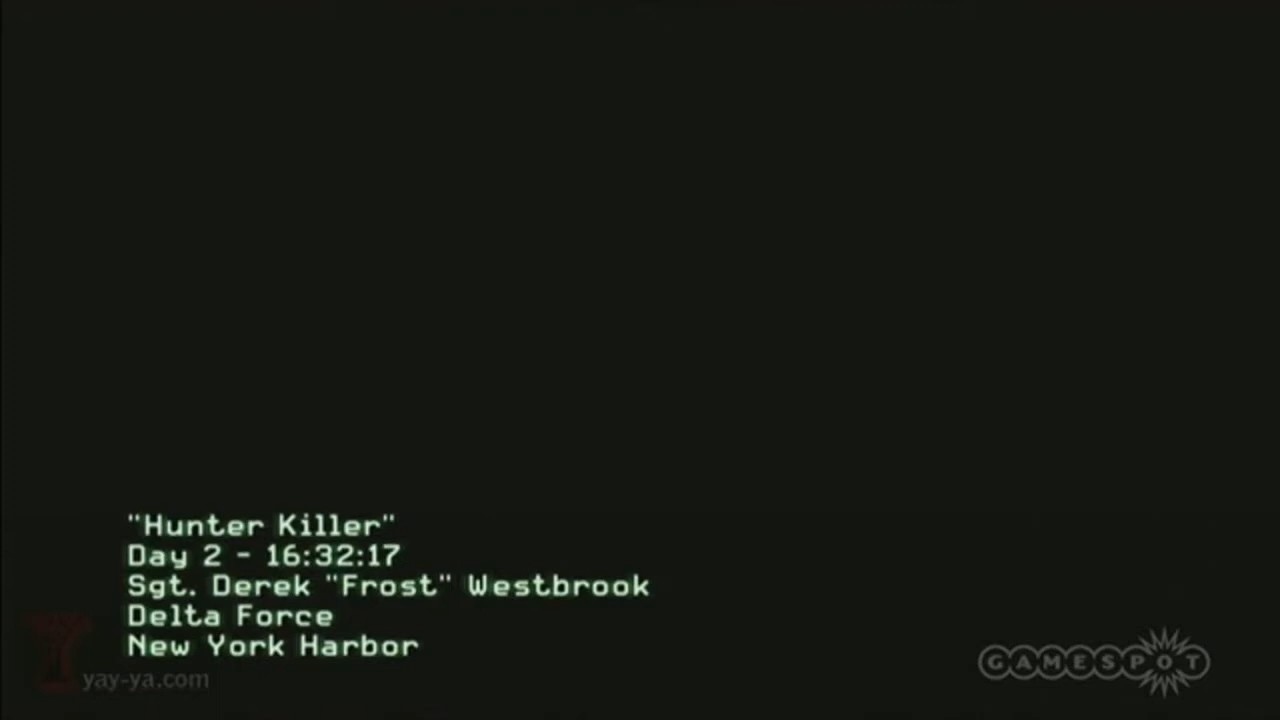 "Hunter Killer"
Day 2 - 16:32:17
Sgt. Derek "Frost" Westbrook
Delta Force
New York Harbor
yay-ya.com
GAMESPOT